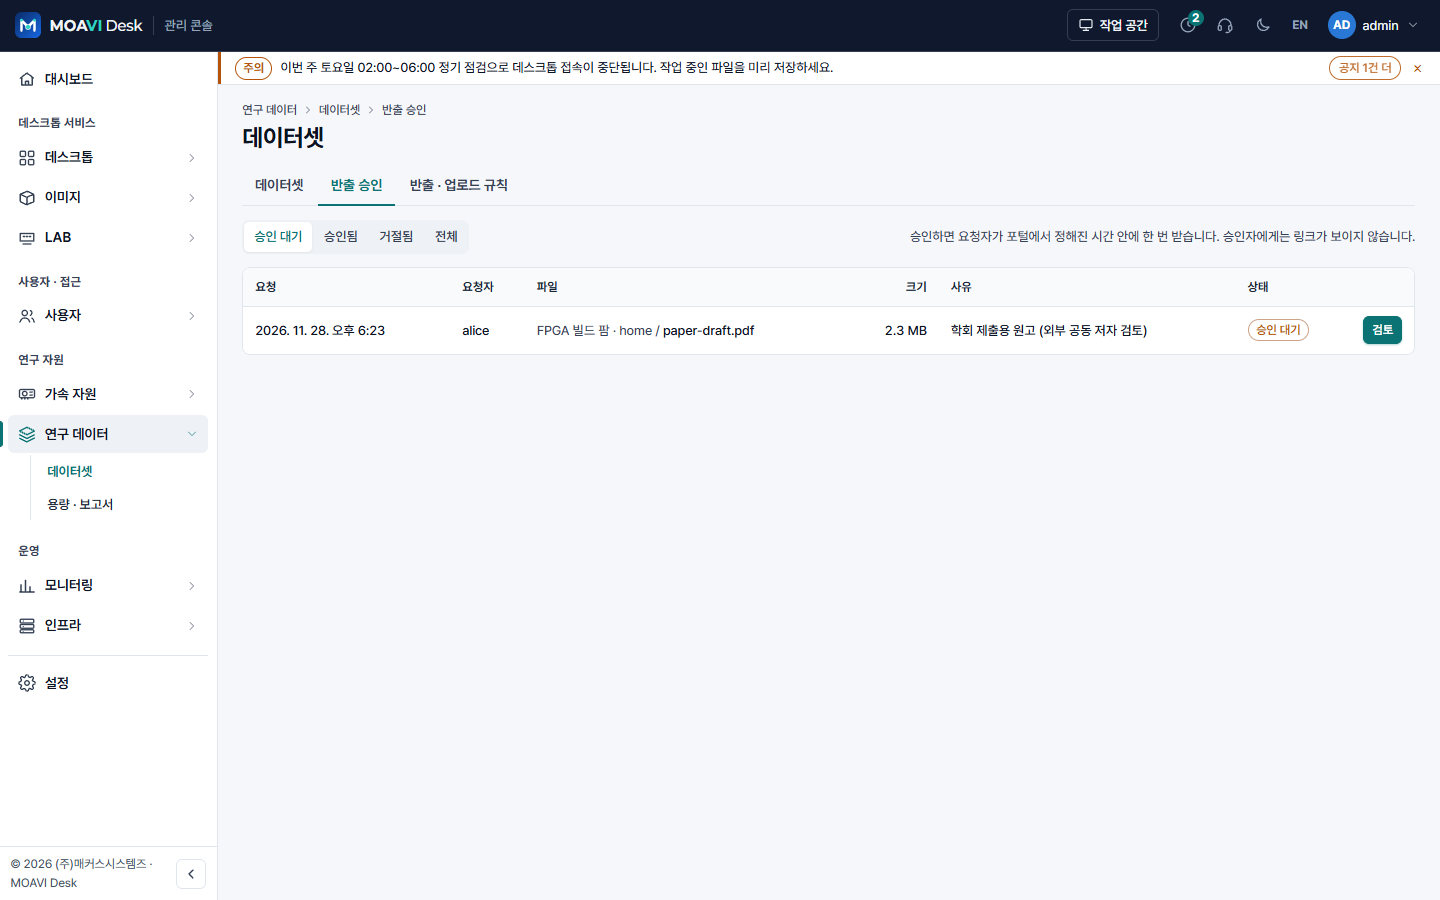 MOAVI Desk 관리 콘솔
작업 공간
2
EN
AD admin
대시보드
데스크톱 서비스
데스크톱
이미지
LAB
사용자 · 접근
사용자
연구 자원
가속 자원
연구 데이터
데이터셋
용량 · 보고서
운영
모니터링
인프라
설정
© 2026 (주)매커스시스템즈 ·
MOAVI Desk
주의 이번 주 토요일 02:00~06:00 정기 점검으로 데스크톱 접속이 중단됩니다. 작업 중인 파일을 미리 저장하세요. 공지 1건 더 ×
연구 데이터 > 데이터셋 > 반출 승인
데이터셋
데이터셋 반출 승인 반출 · 업로드 규칙
승인 대기 승인됨 거절됨 전체 승인하면 요청자가 포털에서 정해진 시간 안에 한 번 받습니다. 승인자에게는 링크가 보이지 않습니다.
요청 요청자 파일 크기 사유 상태
2026. 11. 28. 오후 6:23 alice FPGA 빌드 팜 · home / paper-draft.pdf 2.3 MB 학회 제출용 원고 (외부 공동 저자 검토) 승인 대기 검토